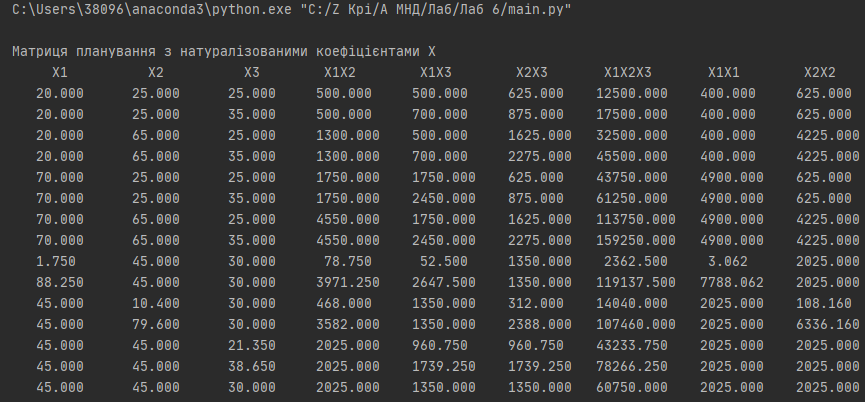 C:\Users\38096\anaconda3\python.exe "C:/Z Kpi/А МНД/Лаб/Лаб 6/main.py"
Матриця планування з натуралізованими коефіцієнтами X
X1 X2 X3 X1X2 X1X3 X2X3 X1X2X3 X1X1 X2X2
20.000 25.000 25.000 500.000 500.000 625.000 12500.000 400.000 625.000
20.000 25.000 35.000 500.000 700.000 875.000 17500.000 400.000 625.000
20.000 65.000 25.000 1300.000 500.000 1625.000 32500.000 400.000 4225.000
20.000 65.000 35.000 1300.000 700.000 2275.000 45500.000 400.000 4225.000
70.000 25.000 25.000 1750.000 1750.000 625.000 43750.000 4900.000 625.000
70.000 25.000 35.000 1750.000 2450.000 875.000 61250.000 4900.000 625.000
70.000 65.000 25.000 4550.000 1750.000 1625.000 113750.000 4900.000 4225.000
70.000 65.000 35.000 4550.000 2450.000 2275.000 159250.000 4900.000 4225.000
1.750 45.000 30.000 78.750 52.500 1350.000 2362.500 3.062 2025.000
88.250 45.000 30.000 3971.250 2647.500 1350.000 119137.500 7788.062 2025.000
45.000 10.400 30.000 468.000 1350.000 312.000 14040.000 2025.000 108.160
45.000 79.600 30.000 3582.000 1350.000 2388.000 107460.000 2025.000 6336.160
45.000 45.000 21.350 2025.000 960.750 960.750 43233.750 2025.000 2025.000
45.000 45.000 38.650 2025.000 1739.250 1739.250 78266.250 2025.000 2025.000
45.000 45.000 30.000 2025.000 1350.000 1350.000 60750.000 2025.000 2025.000